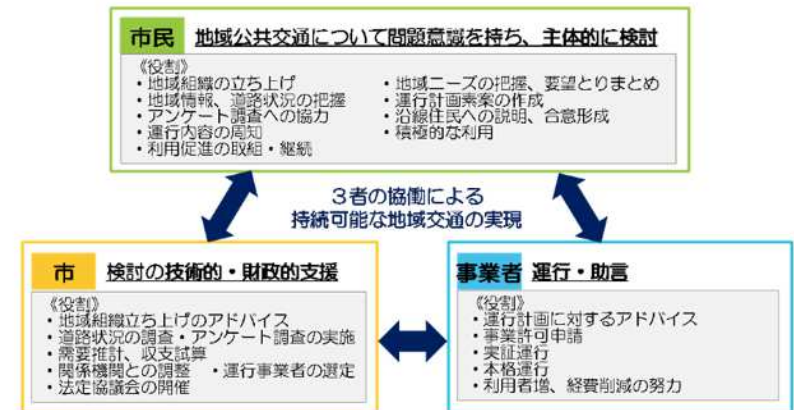 市民 地域公共交通について問題意識を持ち、主体的に検討
《役割》
・地域組織の立ち上げ
・地域情報、道路状況の把握
・アンケート調査への協力
・運行内容の周知
・利用促進の取組・継続
・地域ニーズの把握、要望とりまとめ
・運行計画素案の作成
・沿線住民への説明、合意形成
・積極的な利用
3者の協働による
持続可能な地域交通の実現
市 検討の技術的・財政的支援
《役割》
・地域組織立ち上げのアドバイス
・道路状況の調査・アンケート調査の実施
・需要推計、収支試算
・関係機関との調整 ・運行事業者の選定
・法定協議会の開催
事業者 運行・助言
《役割》
・運行計画に対するアドバイス
・事業許可申請
・実証運行
・本格運行
・利用者増、経費削減の努力